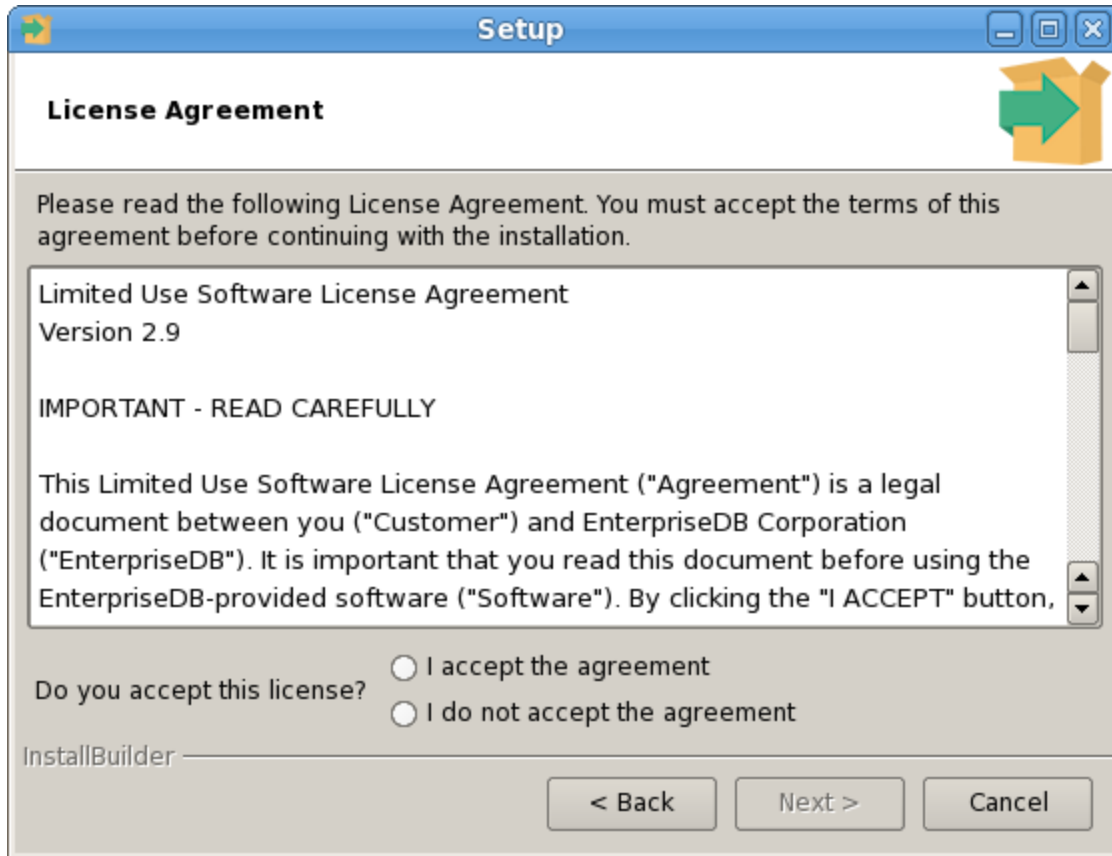 Setup
License Agreement
Please read the following License Agreement. You must accept the terms of this
agreement before continuing with the installation.
Limited Use Software License Agreement
Version 2.9
IMPORTANT - READ CAREFULLY
This Limited Use Software License Agreement ("Agreement") is a legal
document between you ("Customer") and EnterpriseDB Corporation
("EnterpriseDB"). It is important that you read this document before using the
EnterpriseDB-provided software ("Software"). By clicking the "I ACCEPT" button,
Do you accept this license?
I accept the agreement
I do not accept the agreement
InstallBuilder
< Back
Next >
Cancel